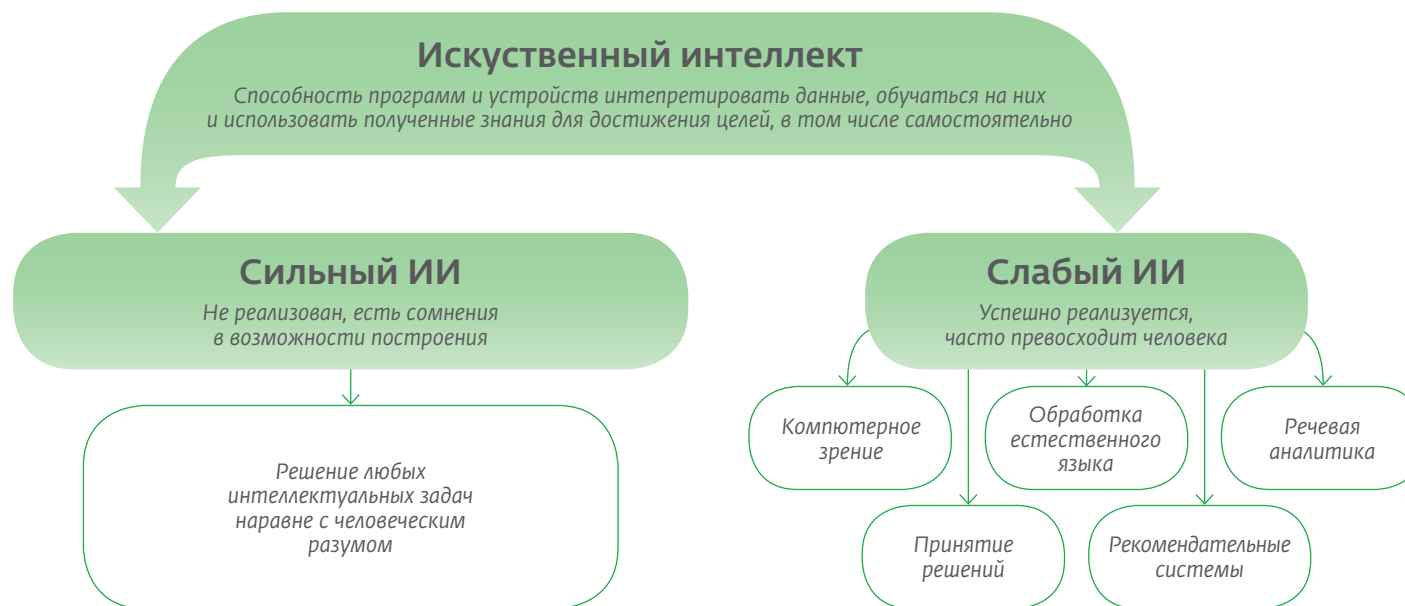 Искуственный интеллект
Способность программ и устройств интепретировать данные, обучаться на них
и использовать полученные знания для достижения целей, в том числе самостоятельно
Сильный ИИ
Не реализован, есть сомнения
в возможности построения
Решение любых
интеллектуальных задач
наравне с человеческим
разумом
Слабый ИИ
Успешно реализуется,
часто превосходит человека
Компютерное
зрение
Обработка
естественного
языка
Речевая
аналитика
Принятие
решений
Рекомендательные
системы